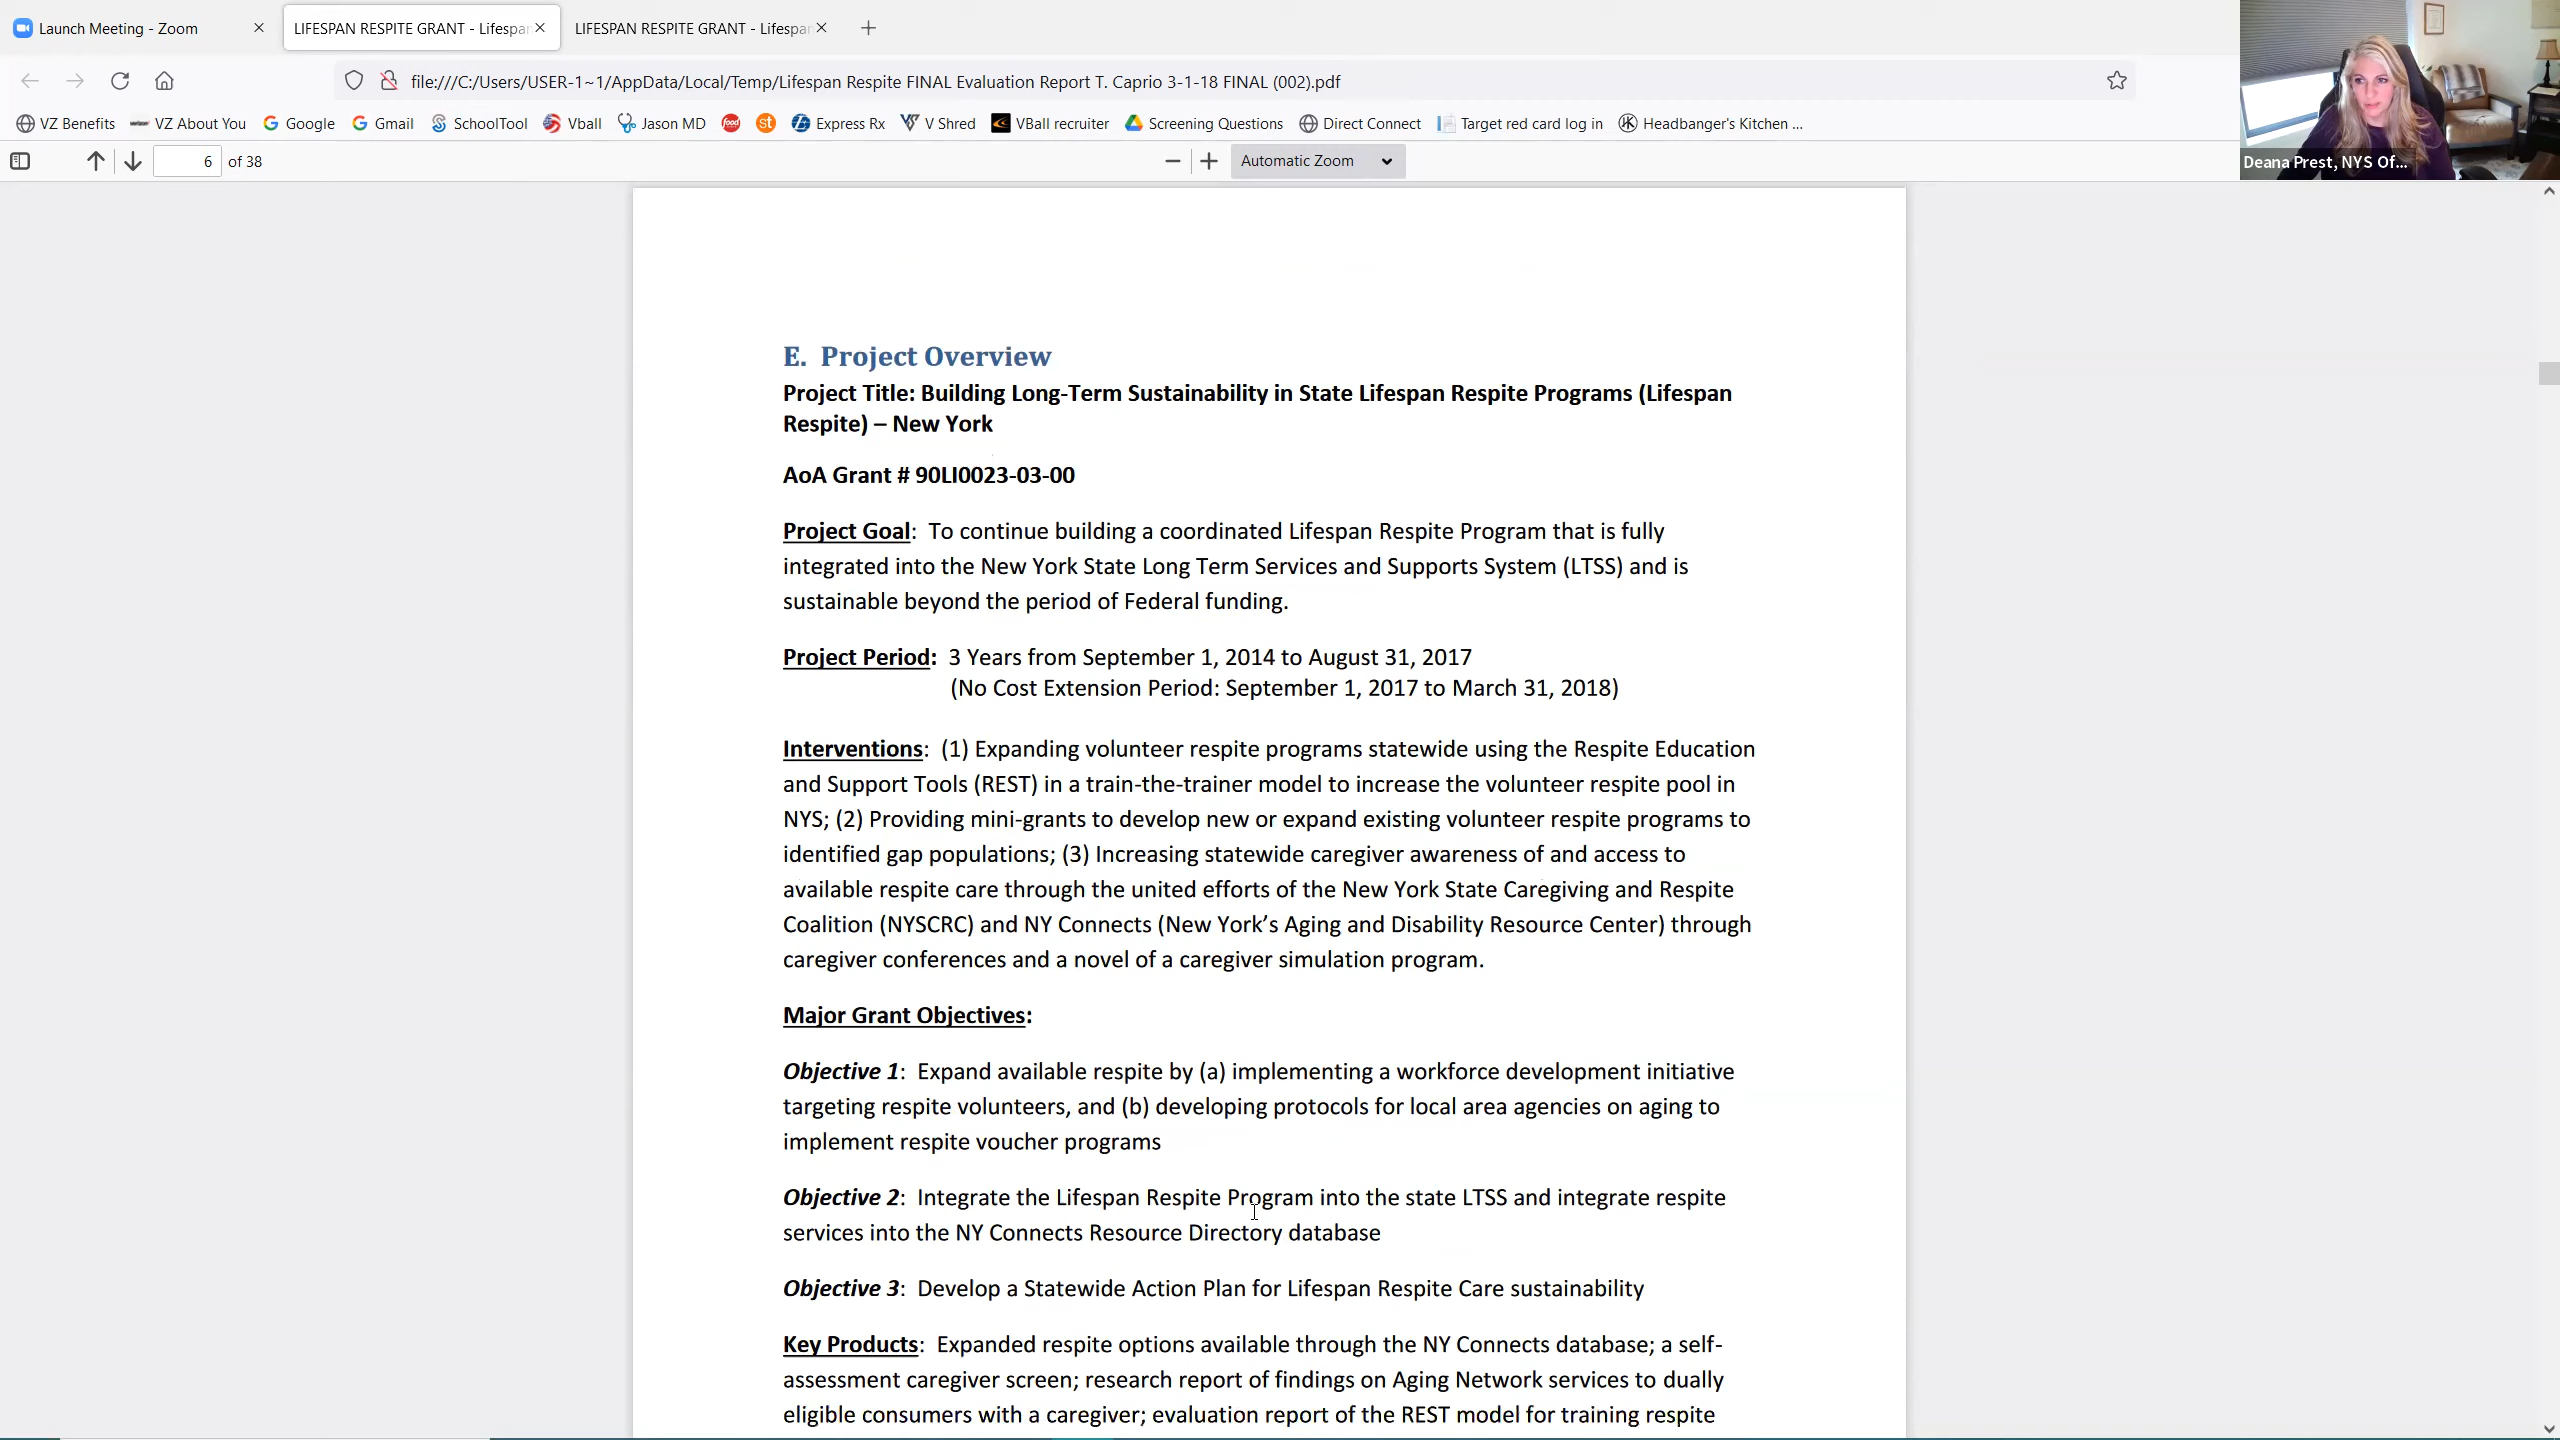 Launch Meeting - Zoom
LIFESPAN RESPITE GRANT - Lifespan
LIFESPAN RESPITE GRANT - Lifespan
file:///C:/Users/USER-1~1/AppData/Local/Temp/Lifespan Respite FINAL Evaluation Report T. Caprio 3-1-18 FINAL (002).pdf
VZ Benefits
VZ About You
Google
Gmail
SchoolTool
Vball
Jason MD
food
st
Express Rx
V Shred
VBall recruiter
Screening Questions
Direct Connect
Target red card log in
Headbanger's Kitchen ...
Deana Prest, NYS Of...
6 of 38
Automatic Zoom
E. Project Overview
Project Title: Building Long-Term Sustainability in State Lifespan Respite Programs (Lifespan
Respite) – New York
AoA Grant # 90LI0023-03-00
Project Goal: To continue building a coordinated Lifespan Respite Program that is fully
integrated into the New York State Long Term Services and Supports System (LTSS) and is
sustainable beyond the period of Federal funding.
Project Period: 3 Years from September 1, 2014 to August 31, 2017
(No Cost Extension Period: September 1, 2017 to March 31, 2018)
Interventions: (1) Expanding volunteer respite programs statewide using the Respite Education
and Support Tools (REST) in a train-the-trainer model to increase the volunteer respite pool in
NYS; (2) Providing mini-grants to develop new or expand existing volunteer respite programs to
identified gap populations; (3) Increasing statewide caregiver awareness of and access to
available respite care through the united efforts of the New York State Caregiving and Respite
Coalition (NYSCRC) and NY Connects (New York’s Aging and Disability Resource Center) through
caregiver conferences and a novel of a caregiver simulation program.
Major Grant Objectives:
Objective 1: Expand available respite by (a) implementing a workforce development initiative
targeting respite volunteers, and (b) developing protocols for local area agencies on aging to
implement respite voucher programs
Objective 2: Integrate the Lifespan Respite Program into the state LTSS and integrate respite
services into the NY Connects Resource Directory database
Objective 3: Develop a Statewide Action Plan for Lifespan Respite Care sustainability
Key Products: Expanded respite options available through the NY Connects database; a self-
assessment caregiver screen; research report of findings on Aging Network services to dually
eligible consumers with a caregiver; evaluation report of the REST model for training respite